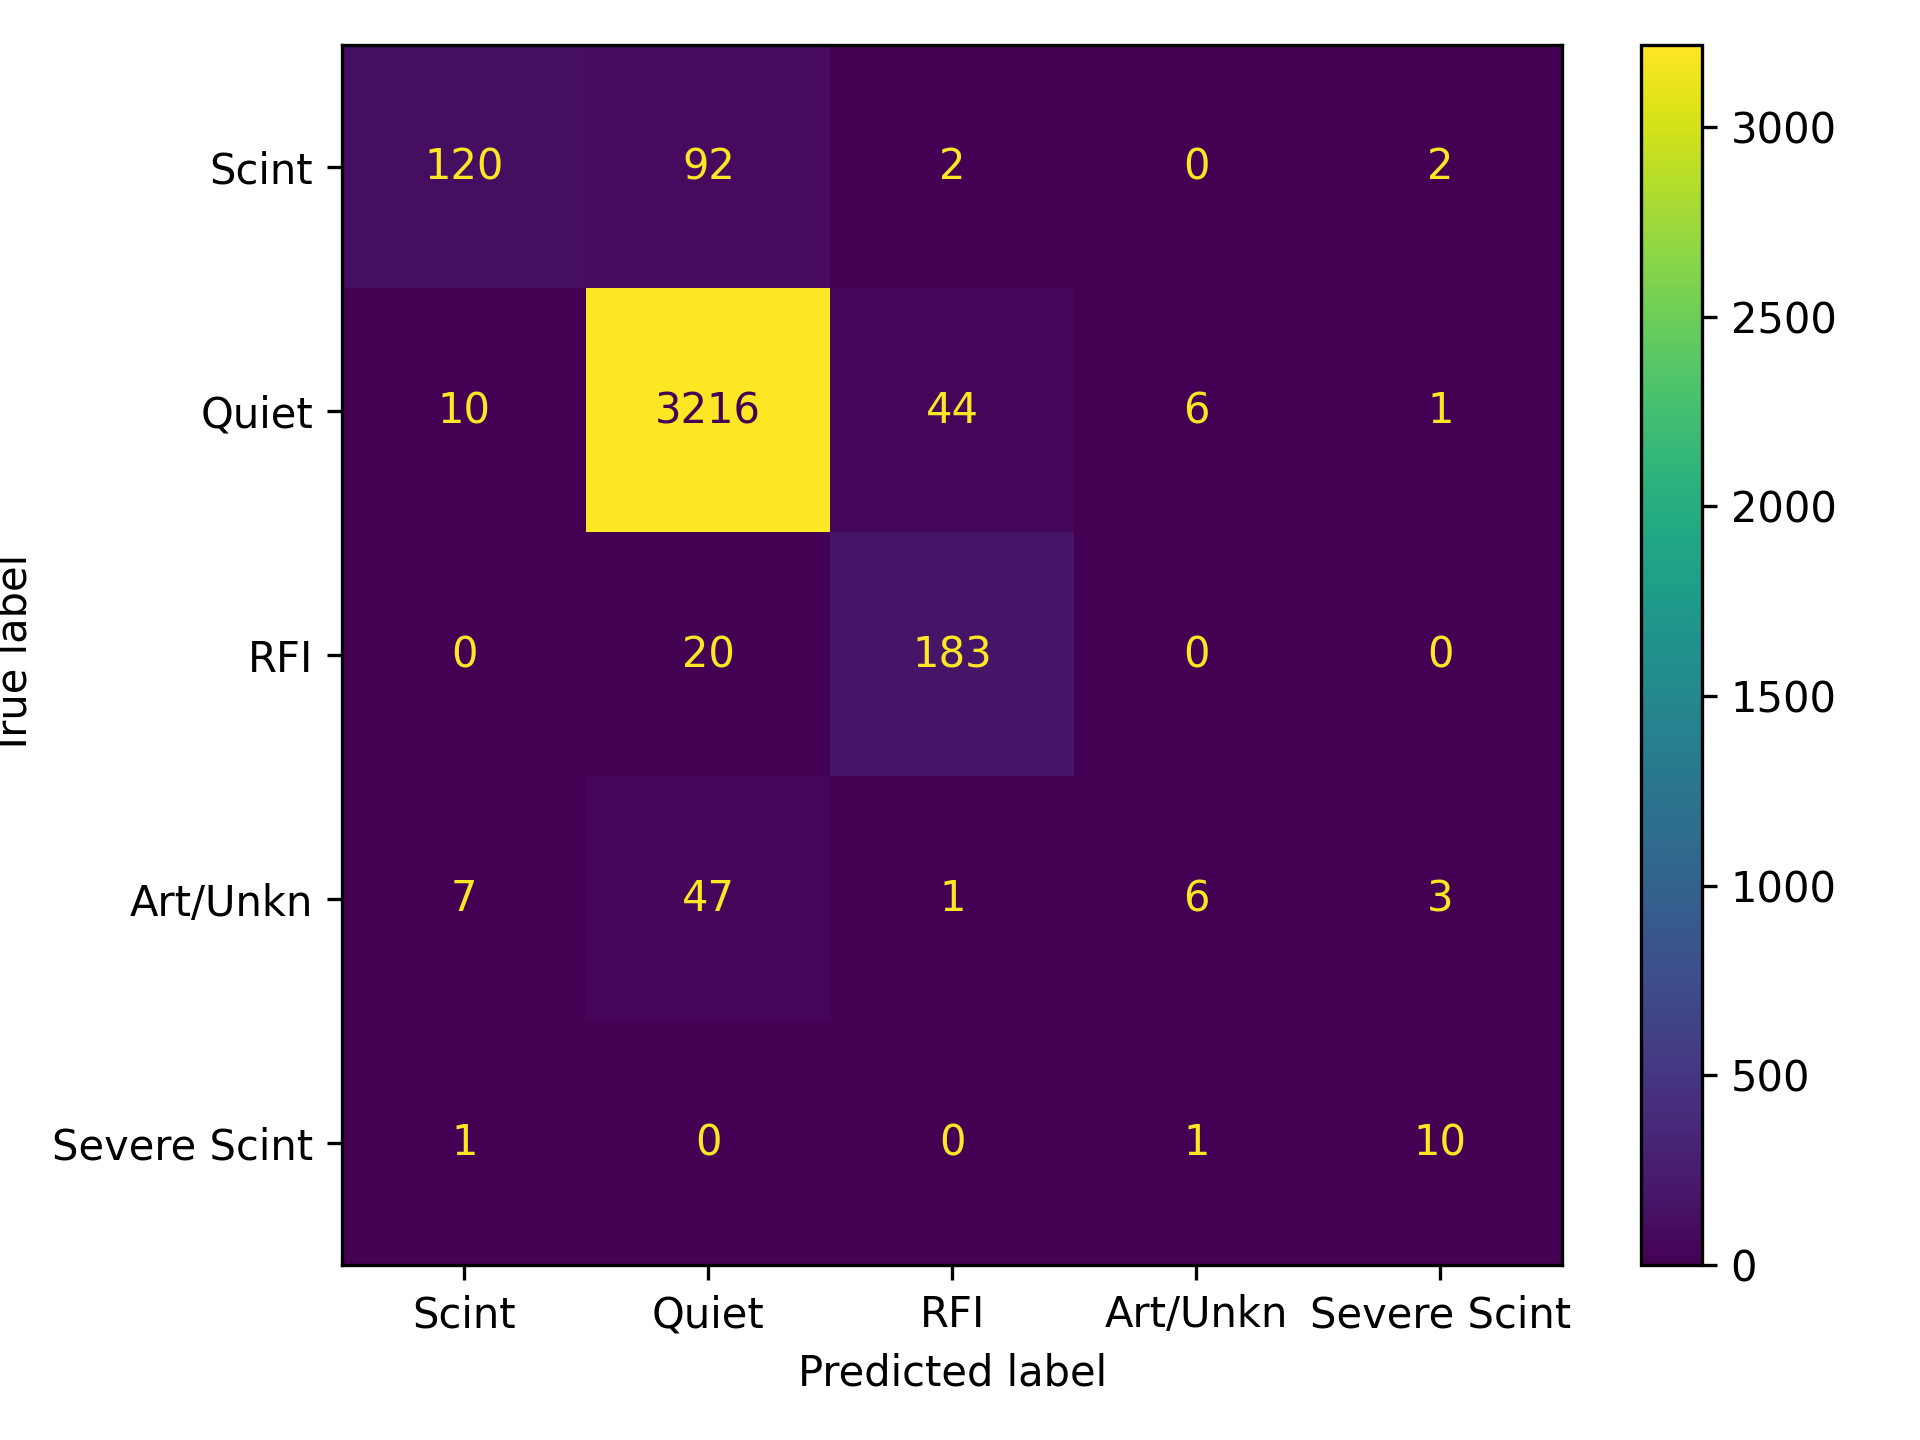 Scint 120 92 2 0 2
Quiet 10 3216 44 6 1
RFI 0 20 183 0 0
Art/Unkn 7 47 1 6 3
Severe Scint 1 0 0 1 10
Scint Quiet RFI Art/Unkn Severe Scint
Predicted label
True label
3000
2500
2000
1500
1000
500
0